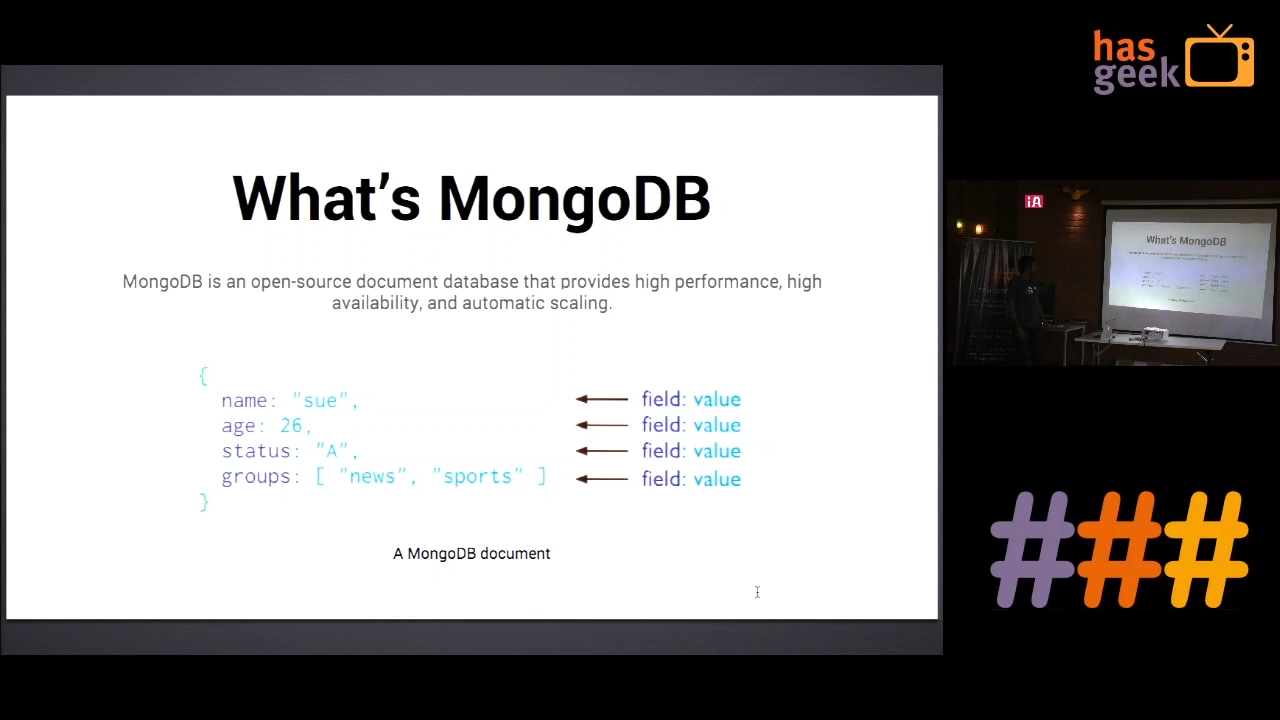 has
geek
What's MongoDB
MongoDB is an open-source document database that provides high performance, high
availability, and automatic scaling.
{
name: "sue",
age: 26,
status: "A",
groups: [ "news", "sports" ]
}
field: value
field: value
field: value
field: value
A MongoDB document
iA
What's MongoDB
###